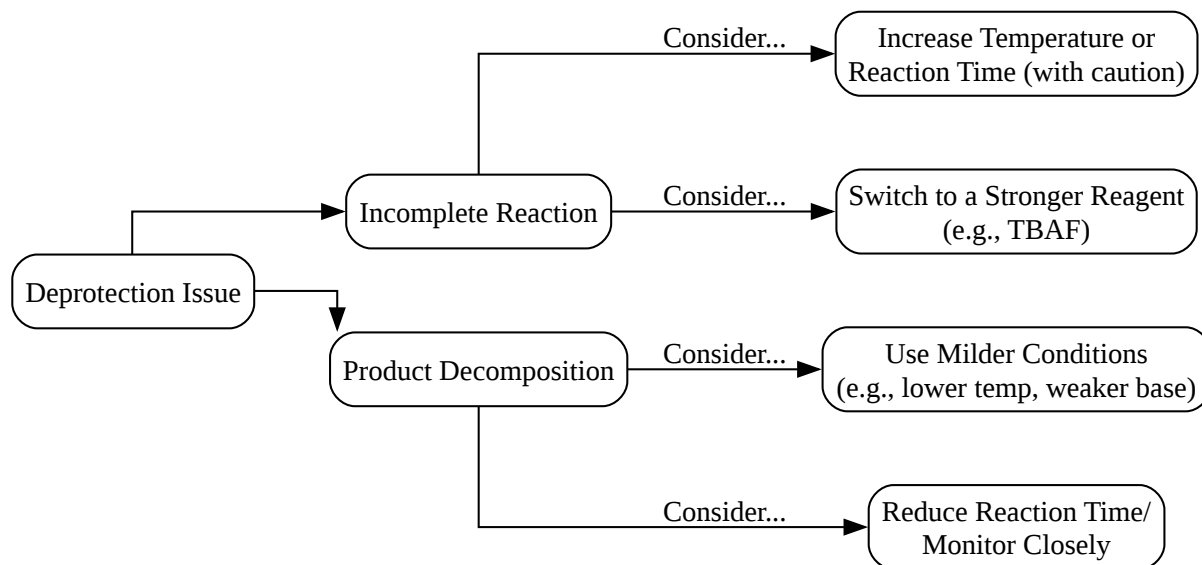 Consider...
Increase Temperature or
Reaction Time (with caution)
Incomplete Reaction
Consider...
Switch to a Stronger Reagent
(e.g., TBAF)
Deprotection Issue
Product Decomposition
Consider...
Use Milder Conditions
(e.g., lower temp, weaker base)
Consider...
Reduce Reaction Time/
Monitor Closely